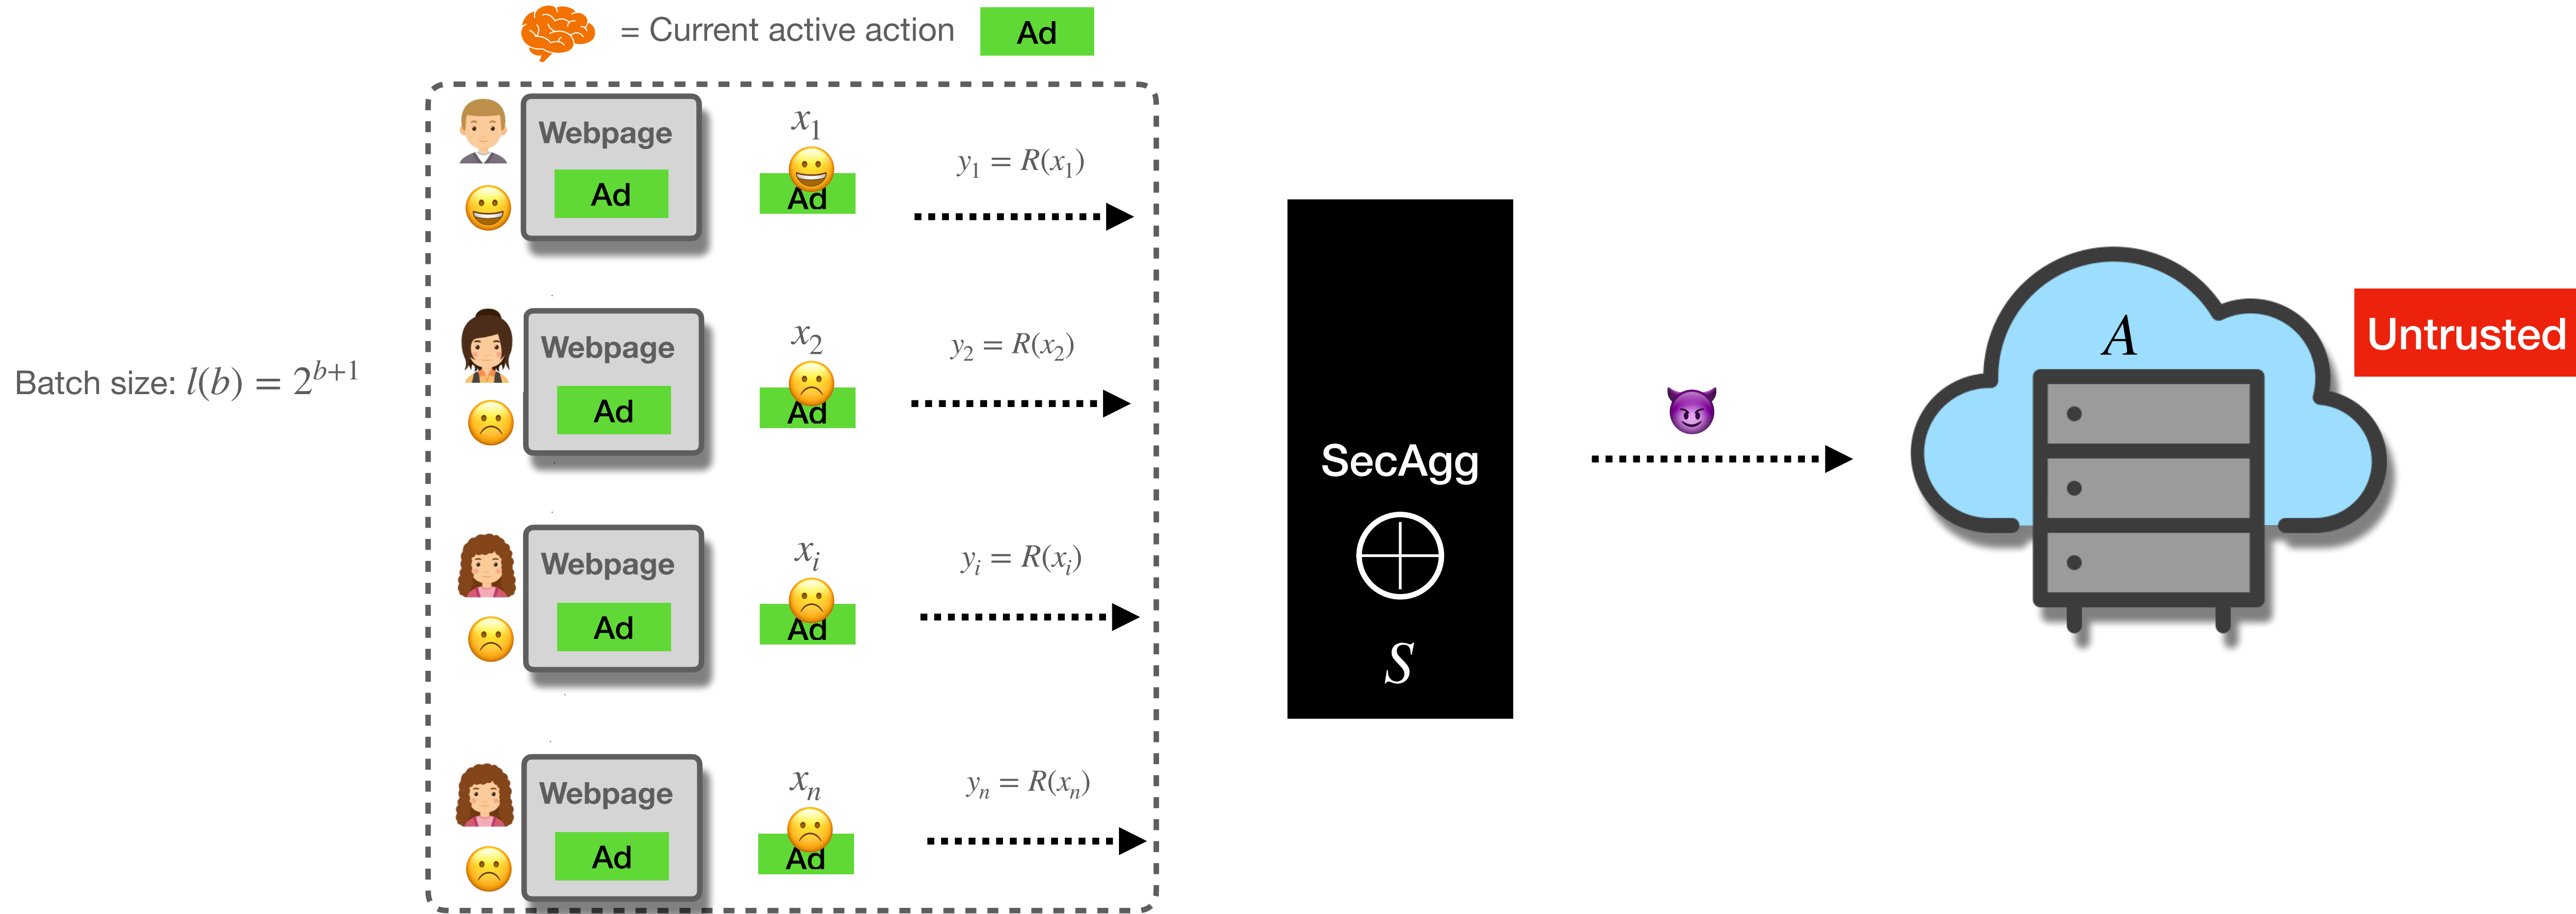 = Current active action
Ad
Batch size: l(b) = 2^{b+1}
Webpage
Ad
x_1
Ad
y_1 = R(x_1)
Webpage
Ad
x_2
Ad
y_2 = R(x_2)
Webpage
Ad
x_i
Ad
y_i = R(x_i)
Webpage
Ad
x_n
Ad
y_n = R(x_n)
SecAgg
S
A
Untrusted